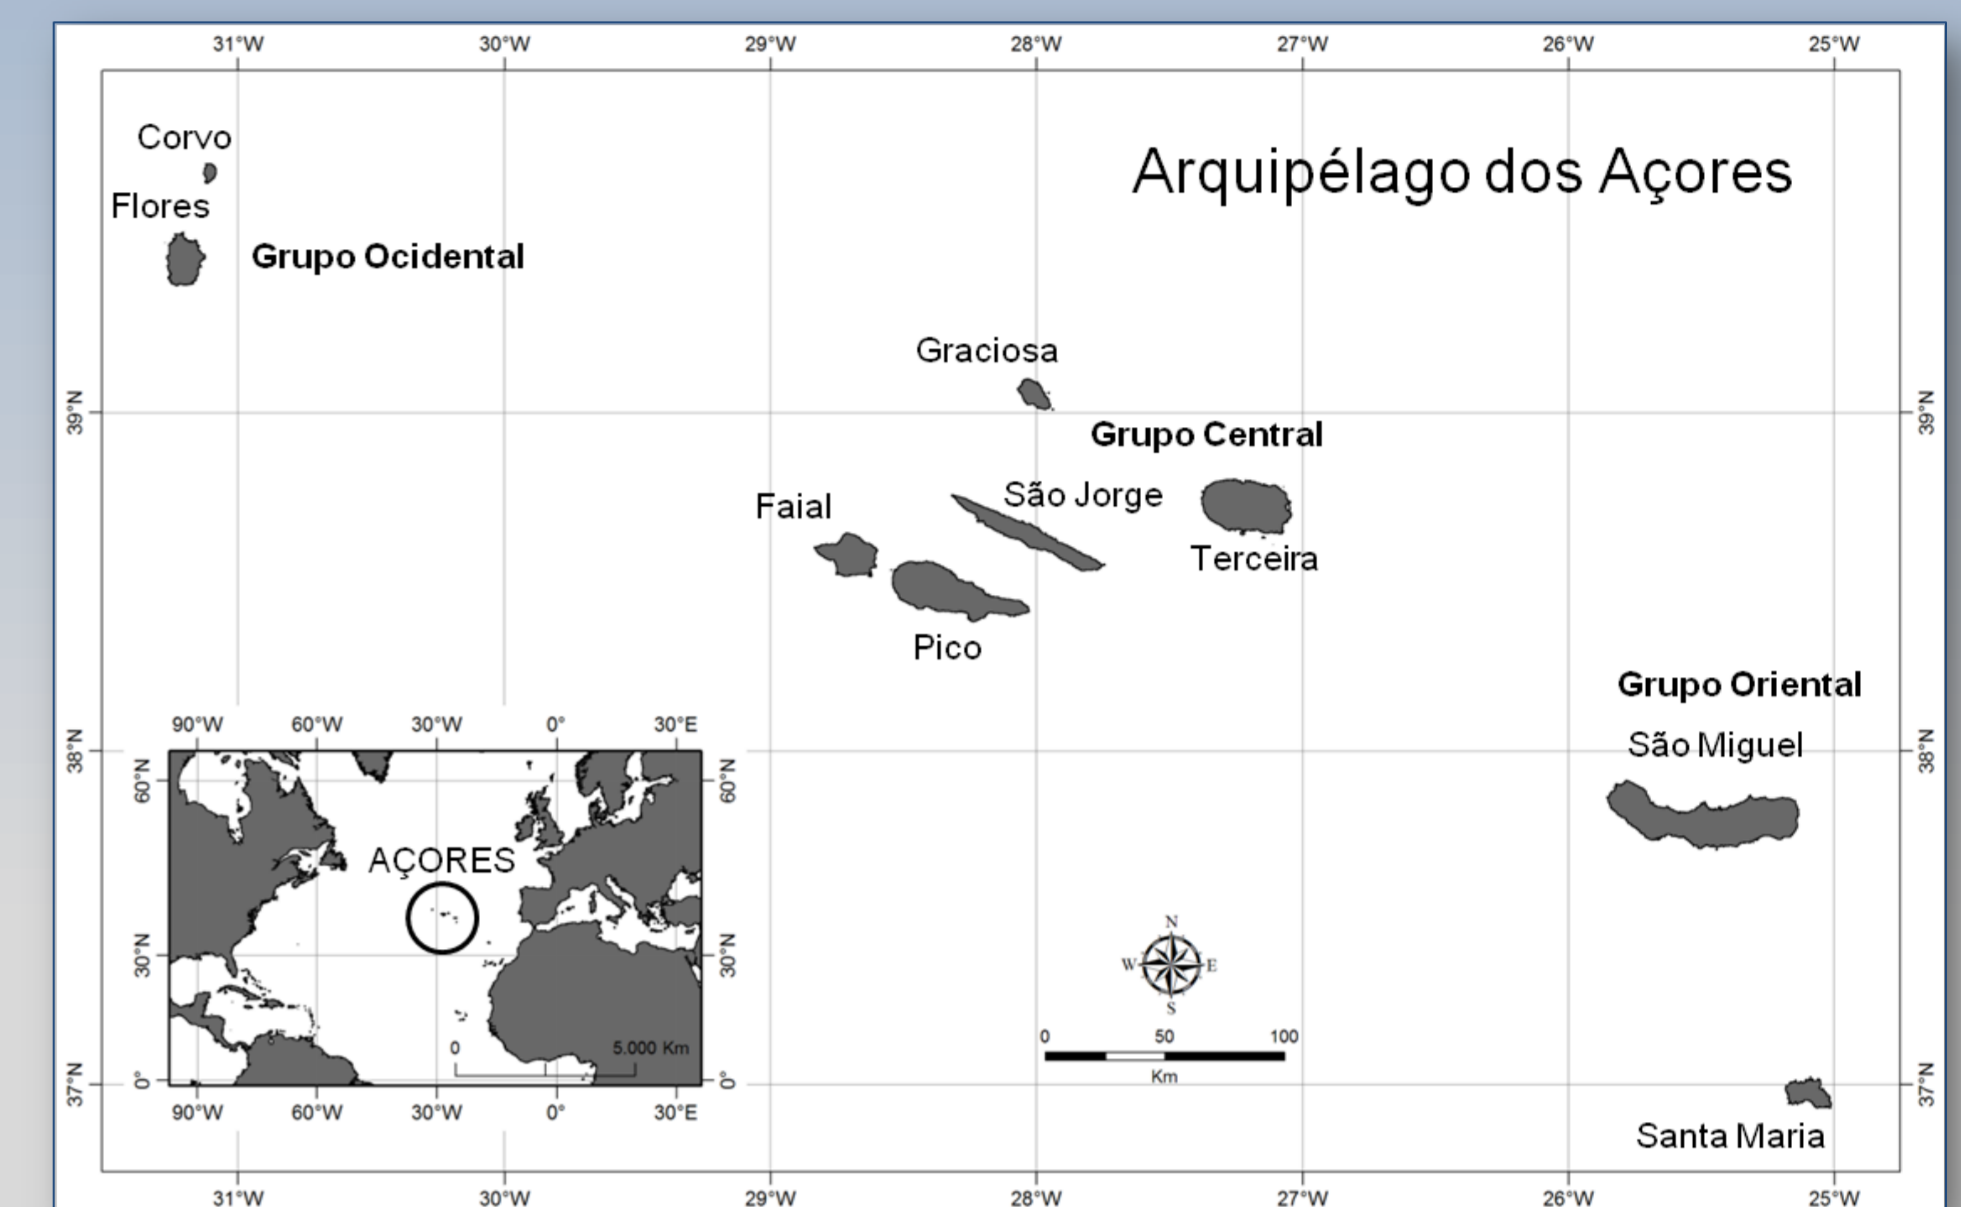 31°W 30°W 29°W 28°W 27°W 26°W 25°W
Corvo
Arquipélago dos Açores
Flores
Grupo Ocidental
Graciosa
39°N 39°N
Grupo Central
São Jorge
Faial
Terceira
Pico
Grupo Oriental
São Miguel
38°N 38°N
90°W 60°W 30°W 0° 30°E
60°N 60°N
AÇORES
30°N 30°N
0 5.000 Km
0° 0°
90°W 60°W 30°W 0° 30°E
N
W E
S
0 50 100
Km
37°N 37°N
Santa Maria
31°W 30°W 29°W 28°W 27°W 26°W 25°W